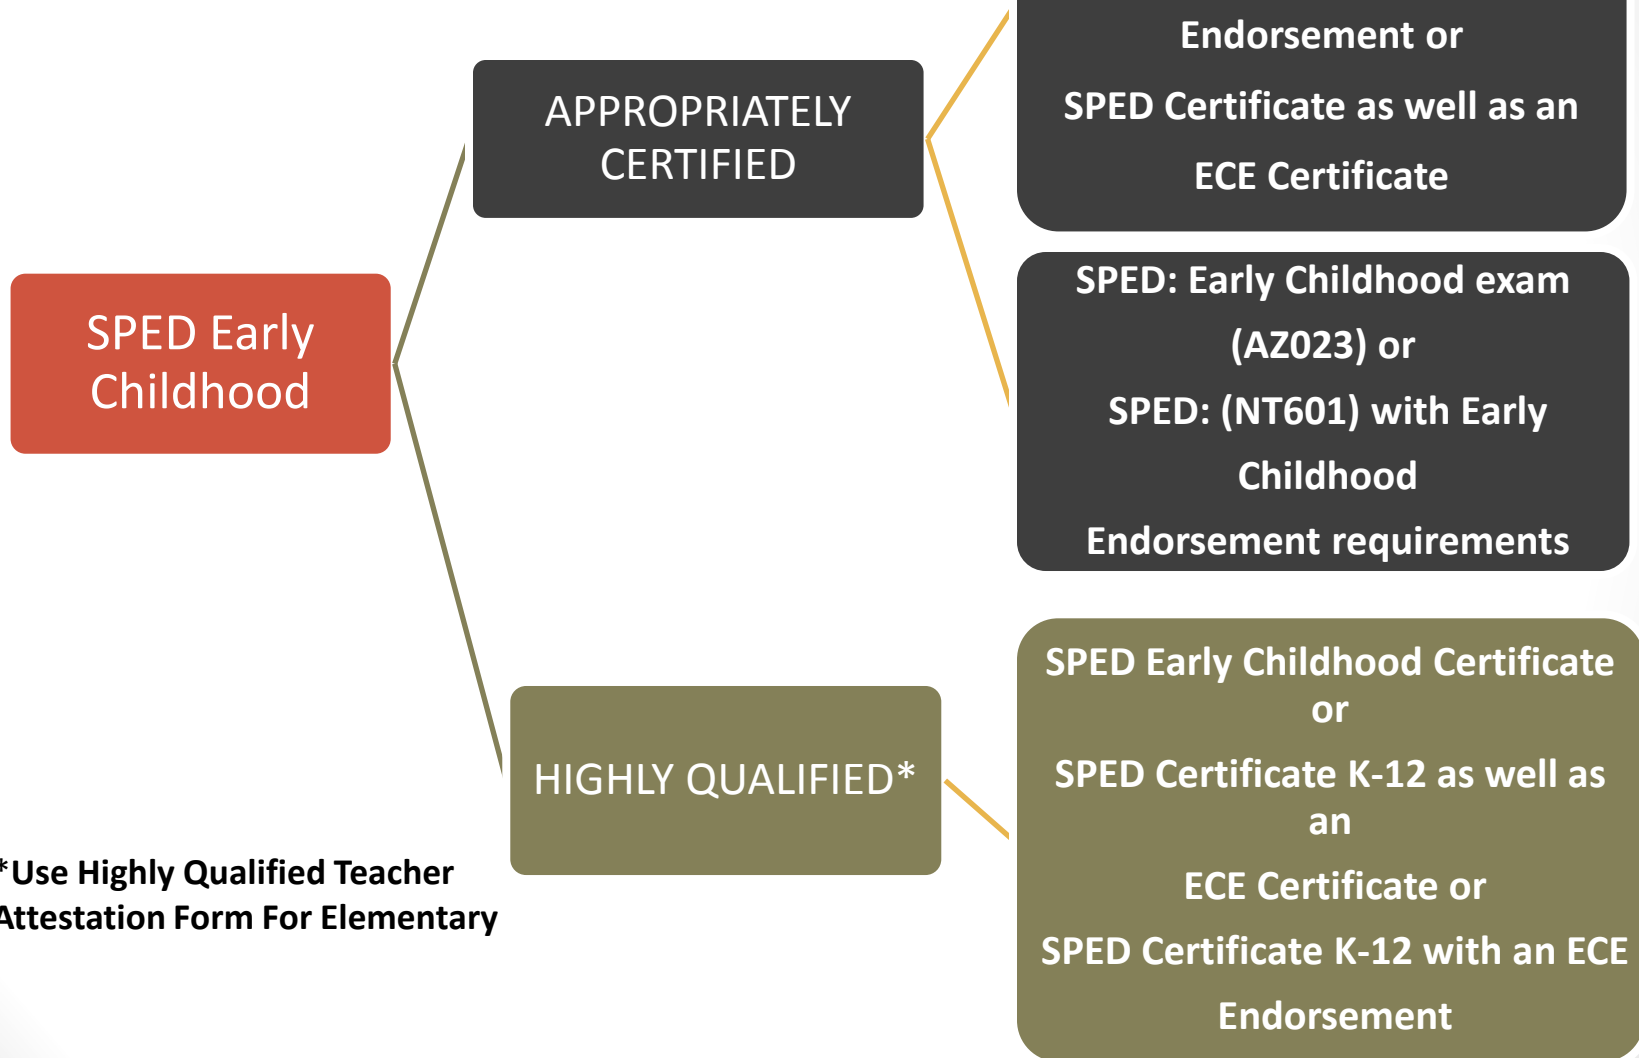 SPED Early
Childhood
APPROPRIATELY
CERTIFIED
Endorsement or
SPED Certificate as well as an
ECE Certificate
SPED: Early Childhood exam
(AZ023) or
SPED: (NT601) with Early
Childhood
Endorsement requirements
HIGHLY QUALIFIED*
SPED Early Childhood Certificate
or
SPED Certificate K-12 as well as
an
ECE Certificate or
SPED Certificate K-12 with an ECE
Endorsement
*Use Highly Qualified Teacher
Attestation Form For Elementary